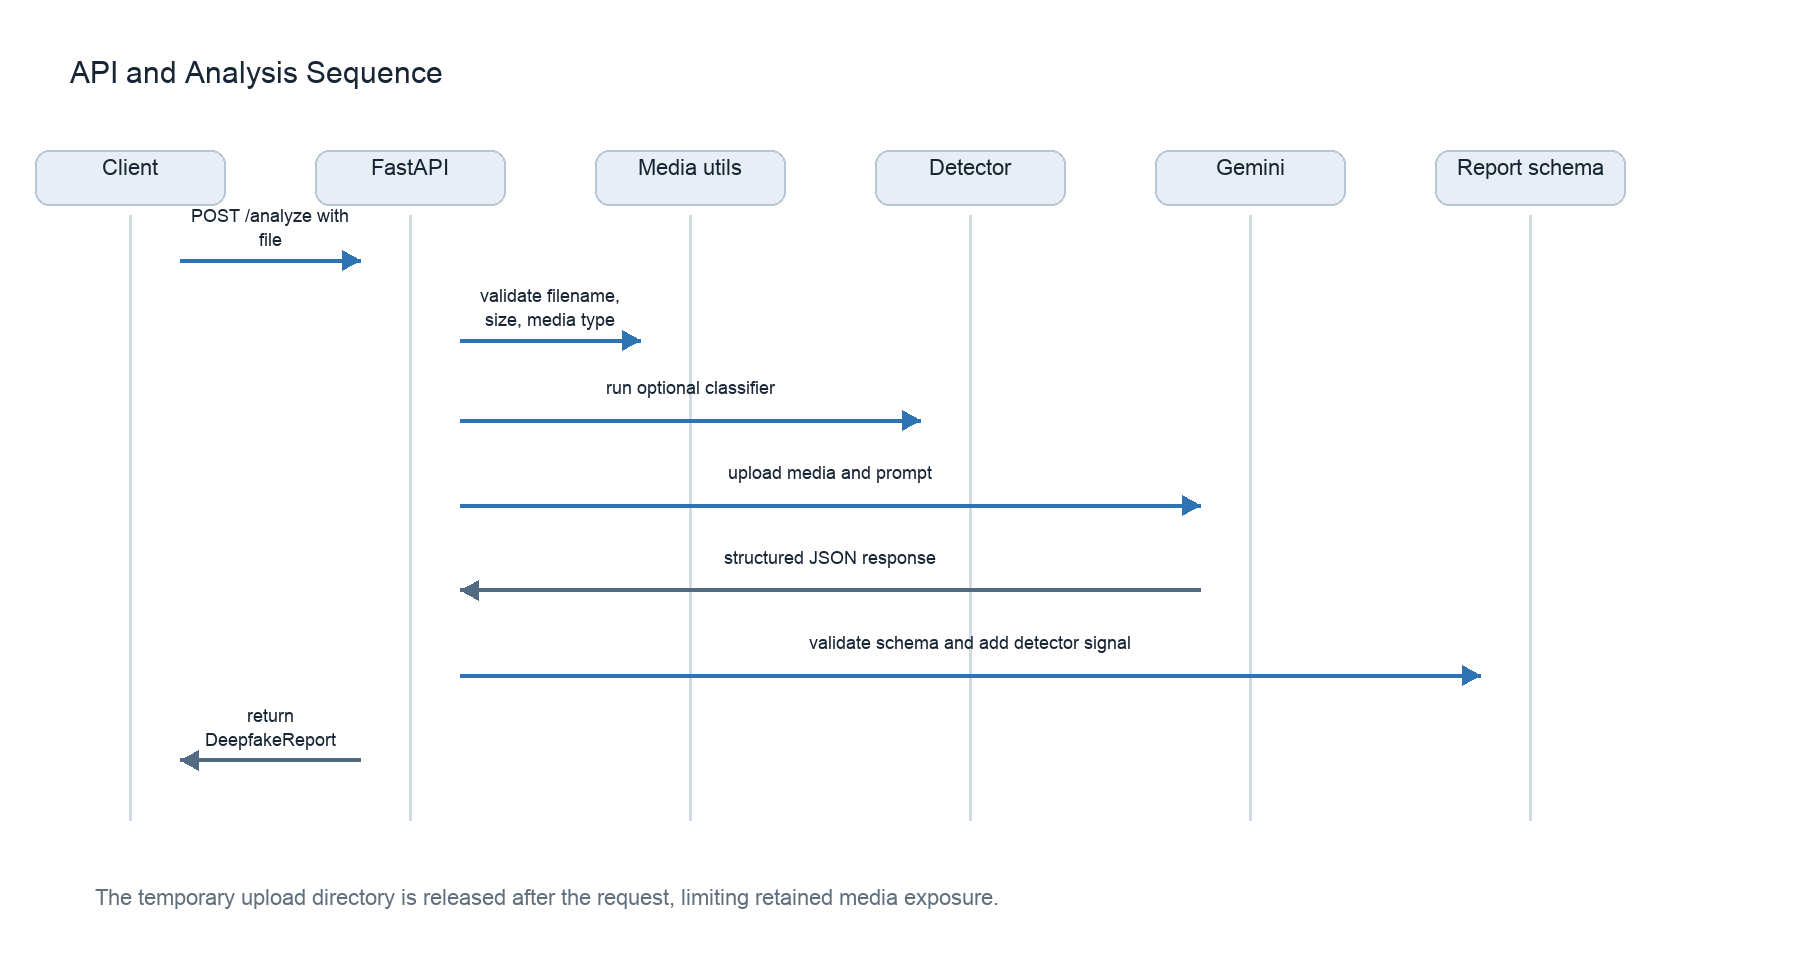 API and Analysis Sequence
Client
FastAPI
Media utils
Detector
Gemini
Report schema
POST /analyze with
file
validate filename,
size, media type
run optional classifier
upload media and prompt
structured JSON response
validate schema and add detector signal
return
DeepfakeReport
The temporary upload directory is released after the request, limiting retained media exposure.